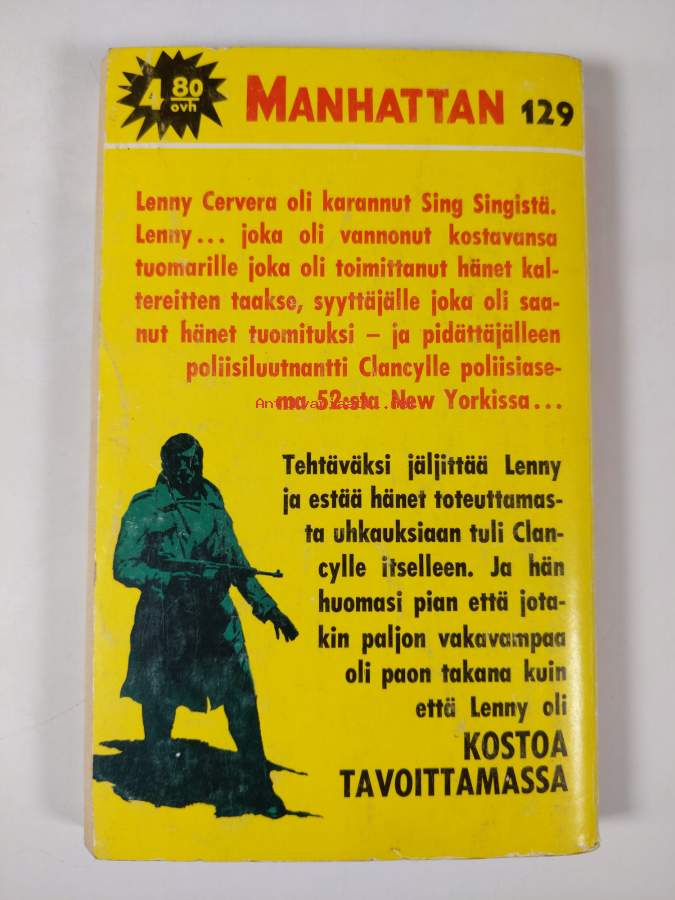 4 80 ovh
MANHATTAN 129
Lenny Cervera oli karannut Sing Singistä.
Lenny... joka oli vannonut kostavansa
tuomarille joka oli toimittanut hänet kal-
tereitten taakse, syyttäjälle joka oli saa-
nut hänet tuomituksi – ja pidättäjälleen
poliisiluutnantti Clancylle poliisiase-
ma 52:sta New Yorkissa...
Tehtäväksi jäljittää Lenny
ja estää hänet toteuttamas-
ta uhkauksiaan tuli Clan-
cylle itselleen. Ja hän
huomasi pian että jota-
kin paljon vakavampaa
oli paon takana kuin
että Lenny oli
KOSTOA
TAVOITTAMASSA